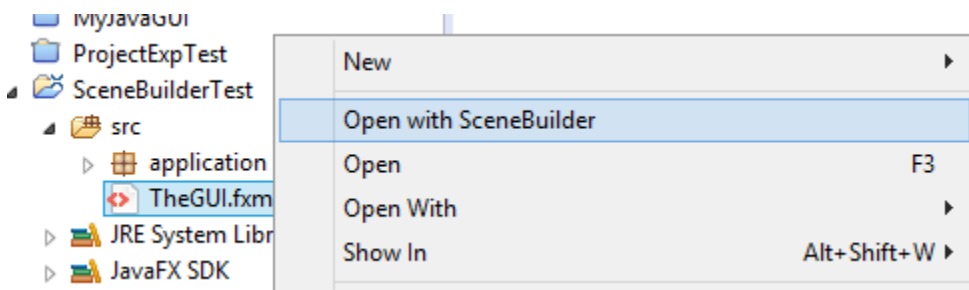 MyJavaGUI
ProjectExpTest
SceneBuilderTest
src
application
TheGUI.fxm
JRE System Libr
JavaFX SDK
New
Open with SceneBuilder
Open F3
Open With
Show In Alt+Shift+W